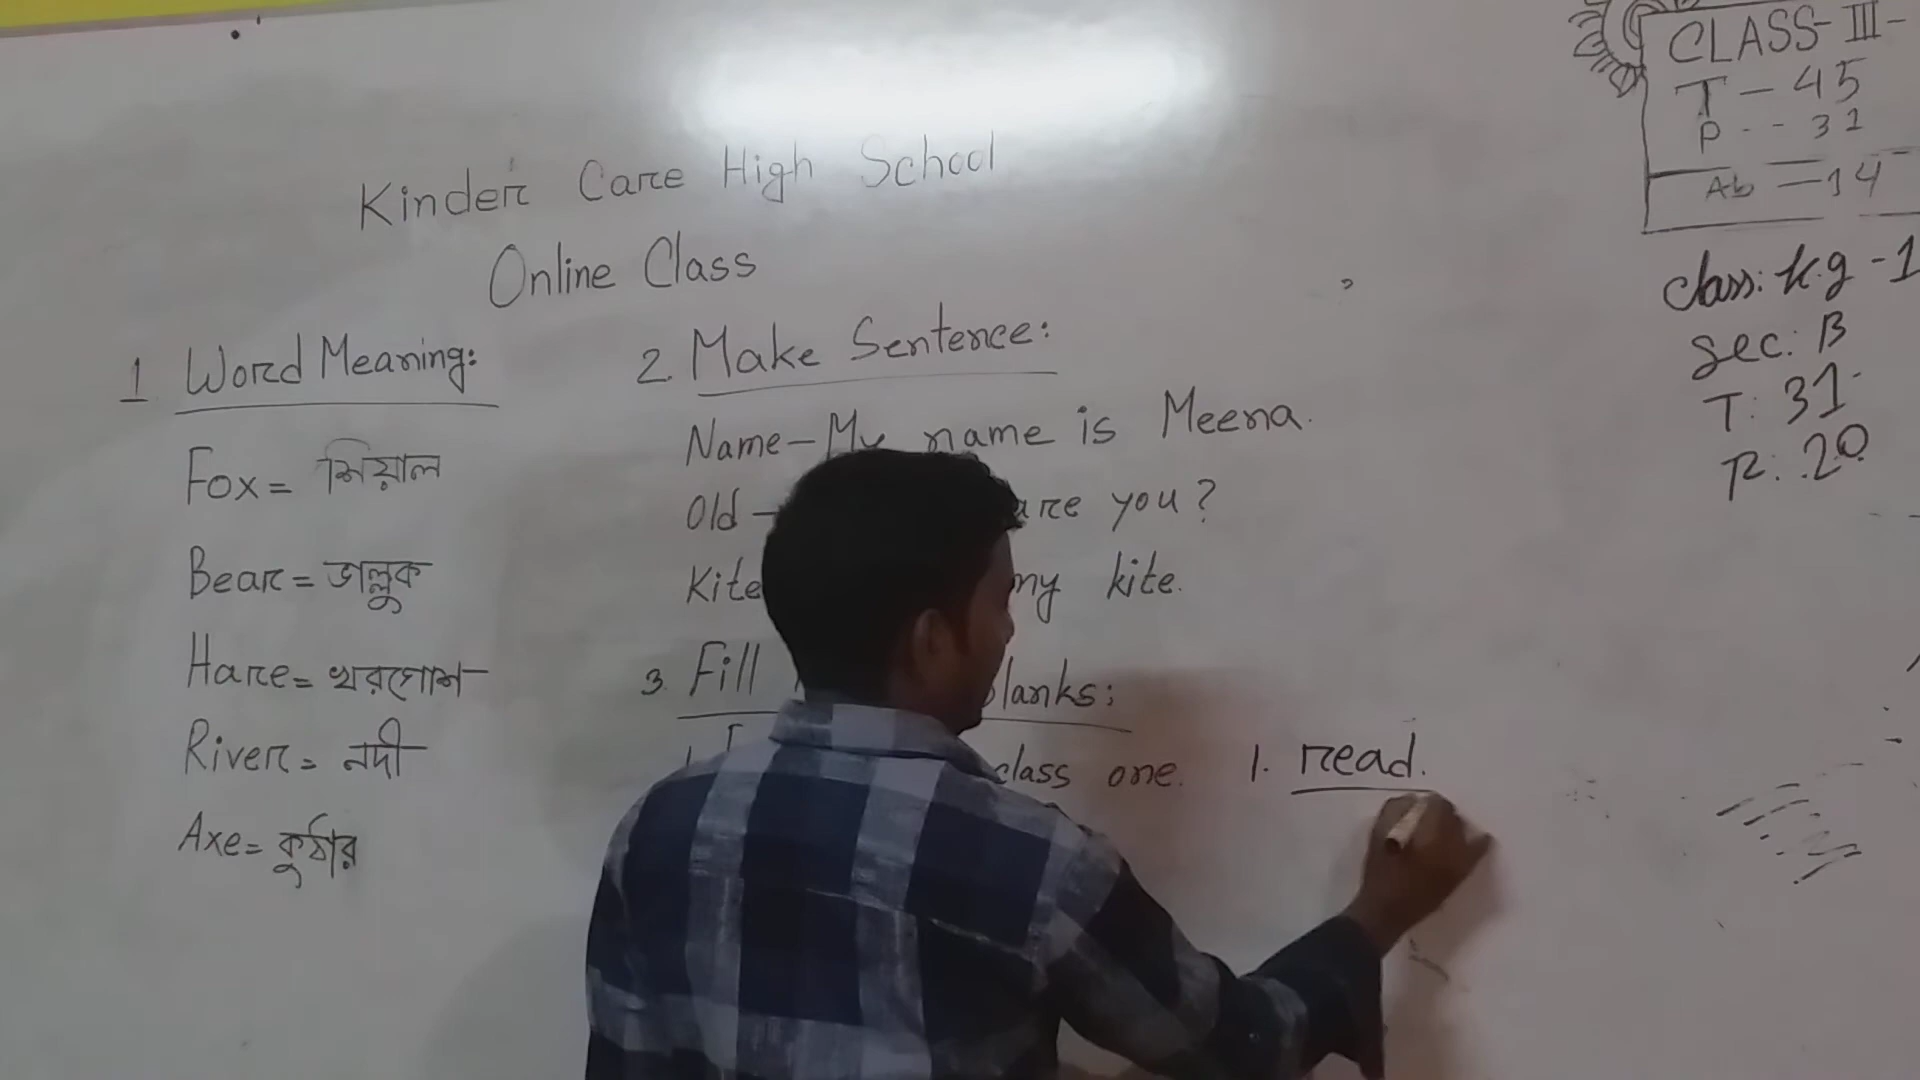 Kinder Care High School
Online Class
1 Word Meaning:
Fox = শিয়াল
Bear = ভাল্লুক
Hare = খরগোশ
River = নদী
Axe = কুঠার
2. Make Sentence:
Name - My name is Meena.
Old - are you?
Kite my kite.
3. Fill Blanks:
class one. 1. read.
CLASS - III -
T - 45
P - - 31
Ab = 14
Class: k.g - 1
Sec: B
T: 31
P: 20